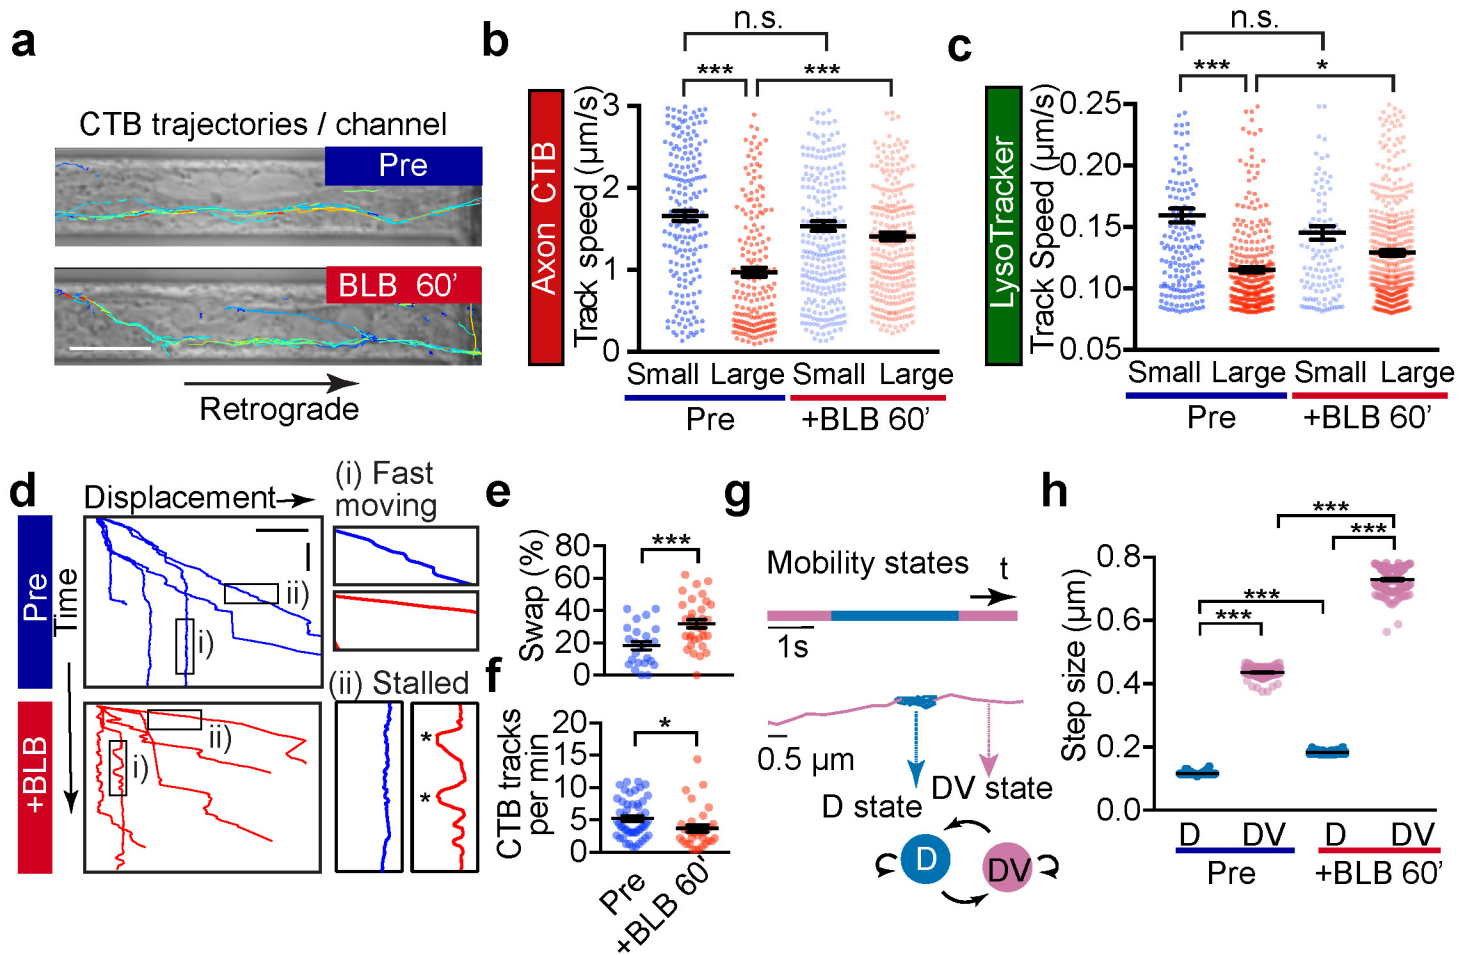 a
CTB trajectories / channel
Pre
BLB 60'
Retrograde
b
n.s.
***
***
Axon CTB
Track speed (µm/s)
3
2
1
0
Small Large Small Large
Pre
+BLB 60'
c
n.s.
***
*
LysoTracker
Track Speed (µm/s)
0.25
0.20
0.15
0.10
0.05
Small Large Small Large
Pre
+BLB 60'
d
Displacement
Pre
Time
ii)
i)
+BLB
ii)
i)
(i) Fast
moving
(ii) Stalled
*
*
e
Swap (%)
80
60
40
20
0
***
f
CTB tracks
per min
20
15
10
5
0
*
Pre
+BLB 60'
g
Mobility states
t
1s
0.5 µm
D state
DV state
D
DV
h
Step size (µm)
0.8
0.6
0.4
0.2
0.0
***
***
***
***
D DV D DV
Pre
+BLB 60'